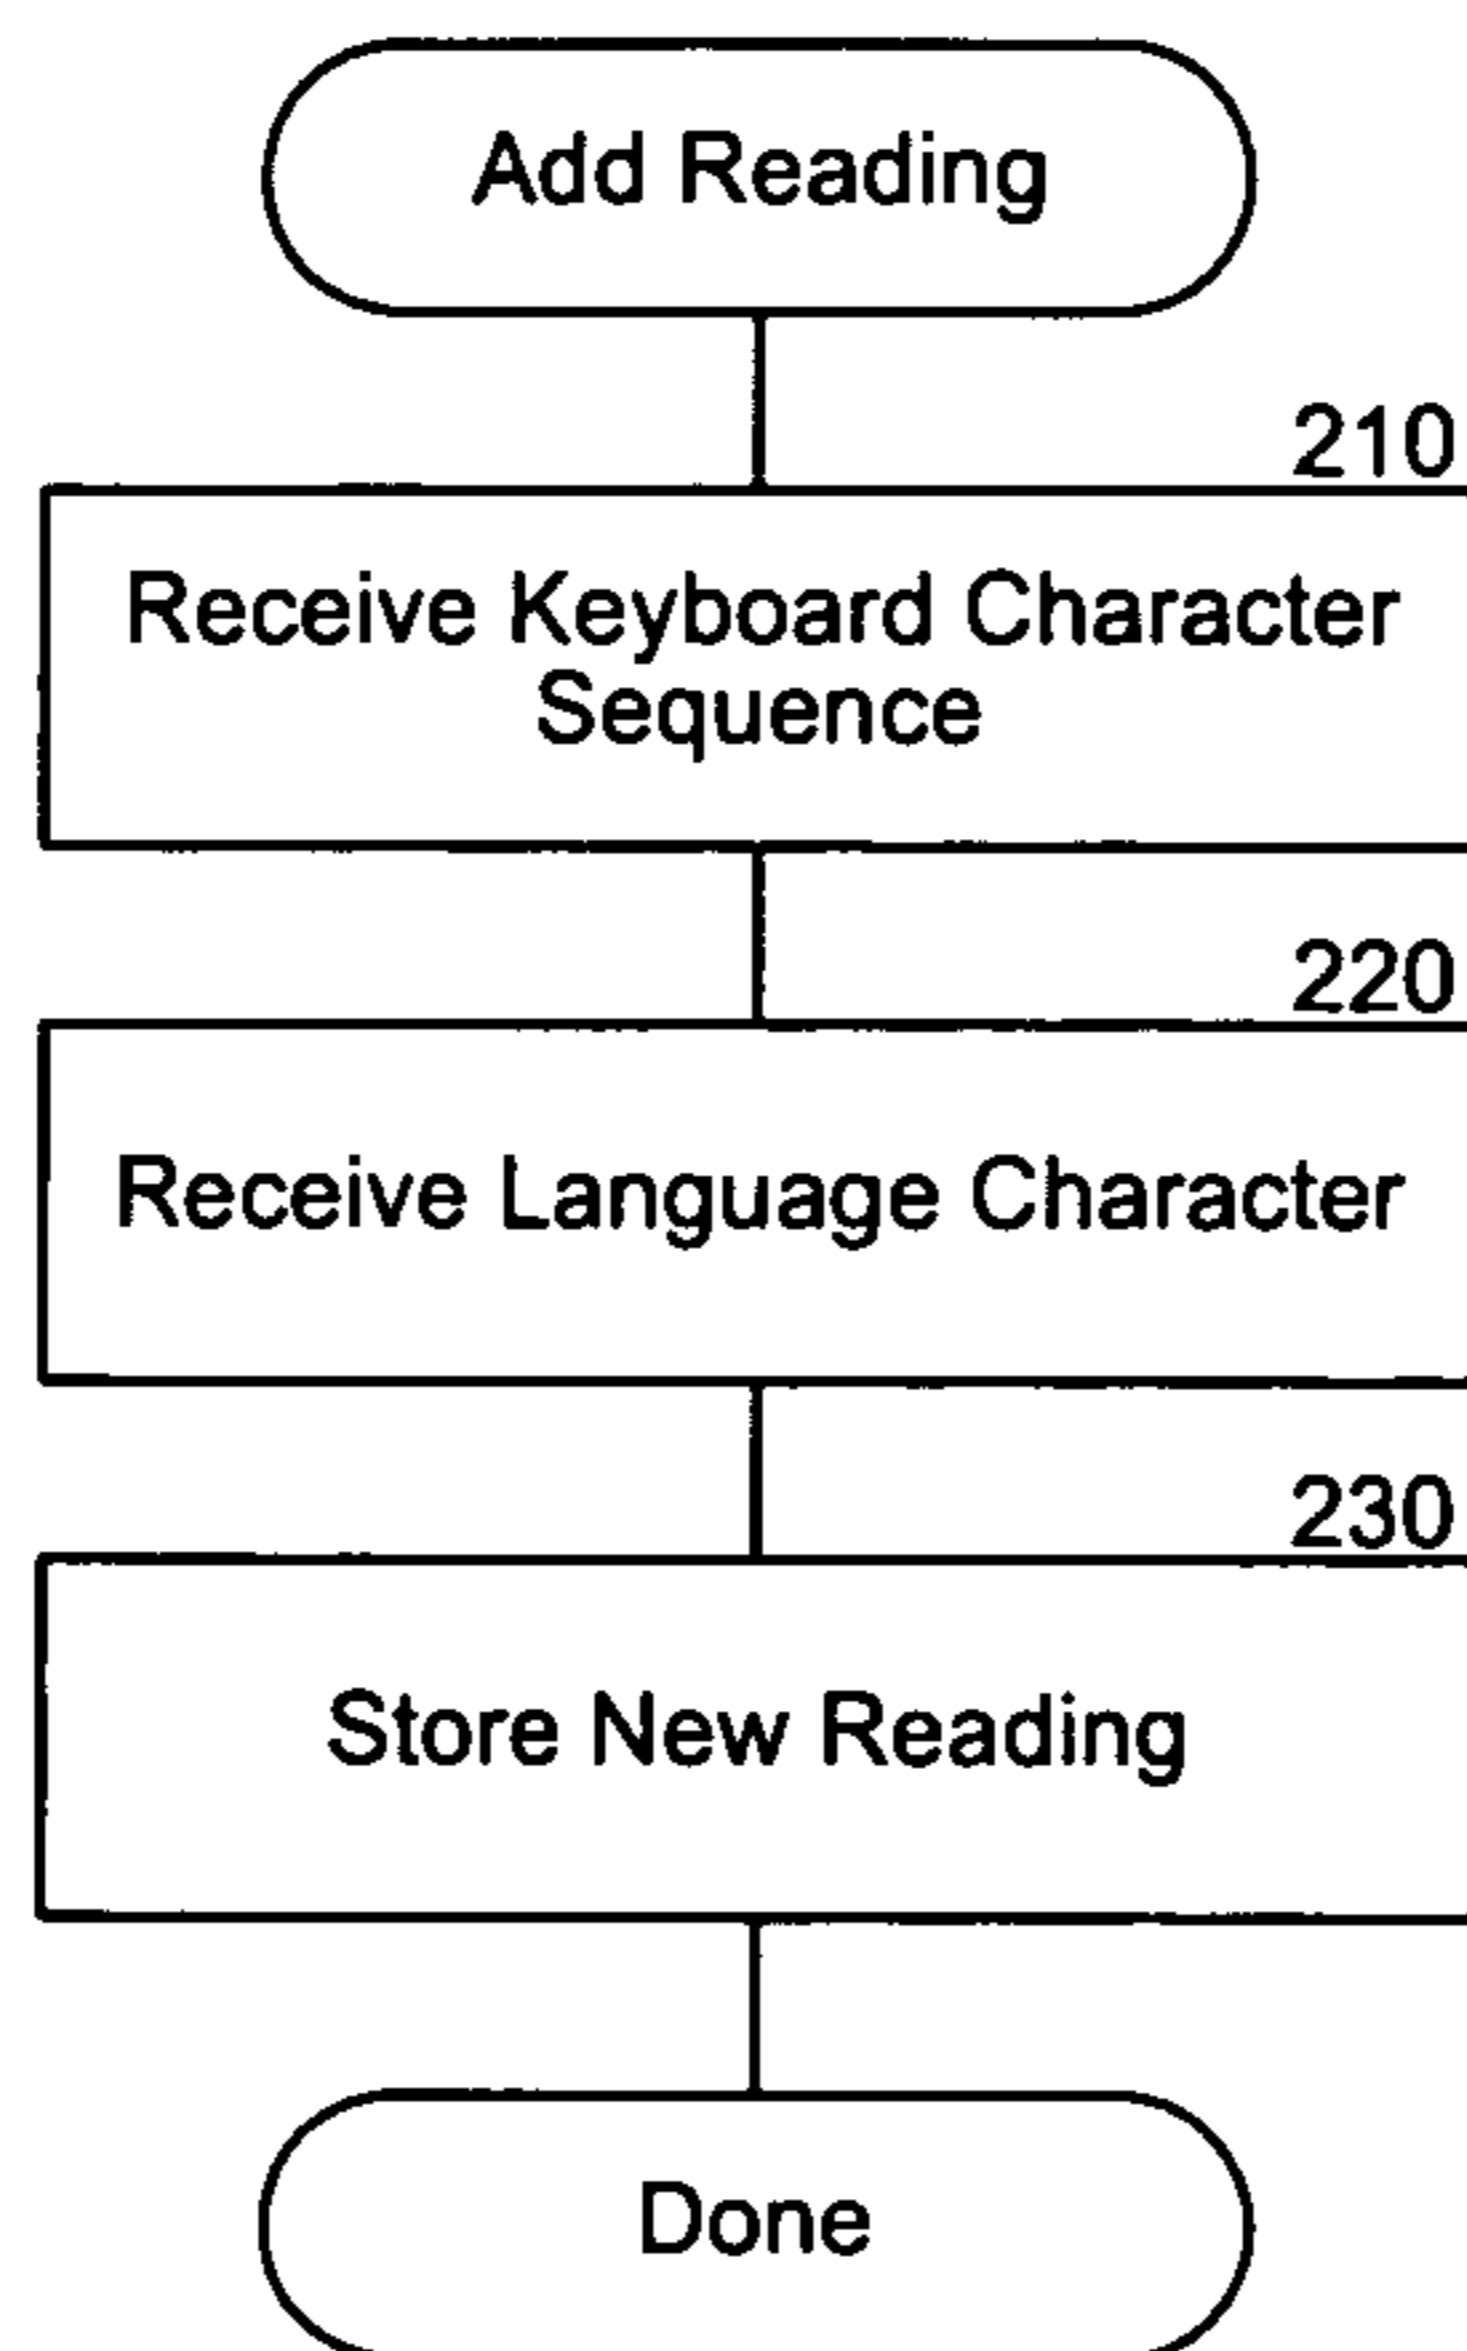 Add Reading
210
Receive Keyboard Character
Sequence
220
Receive Language Character
230
Store New Reading
Done